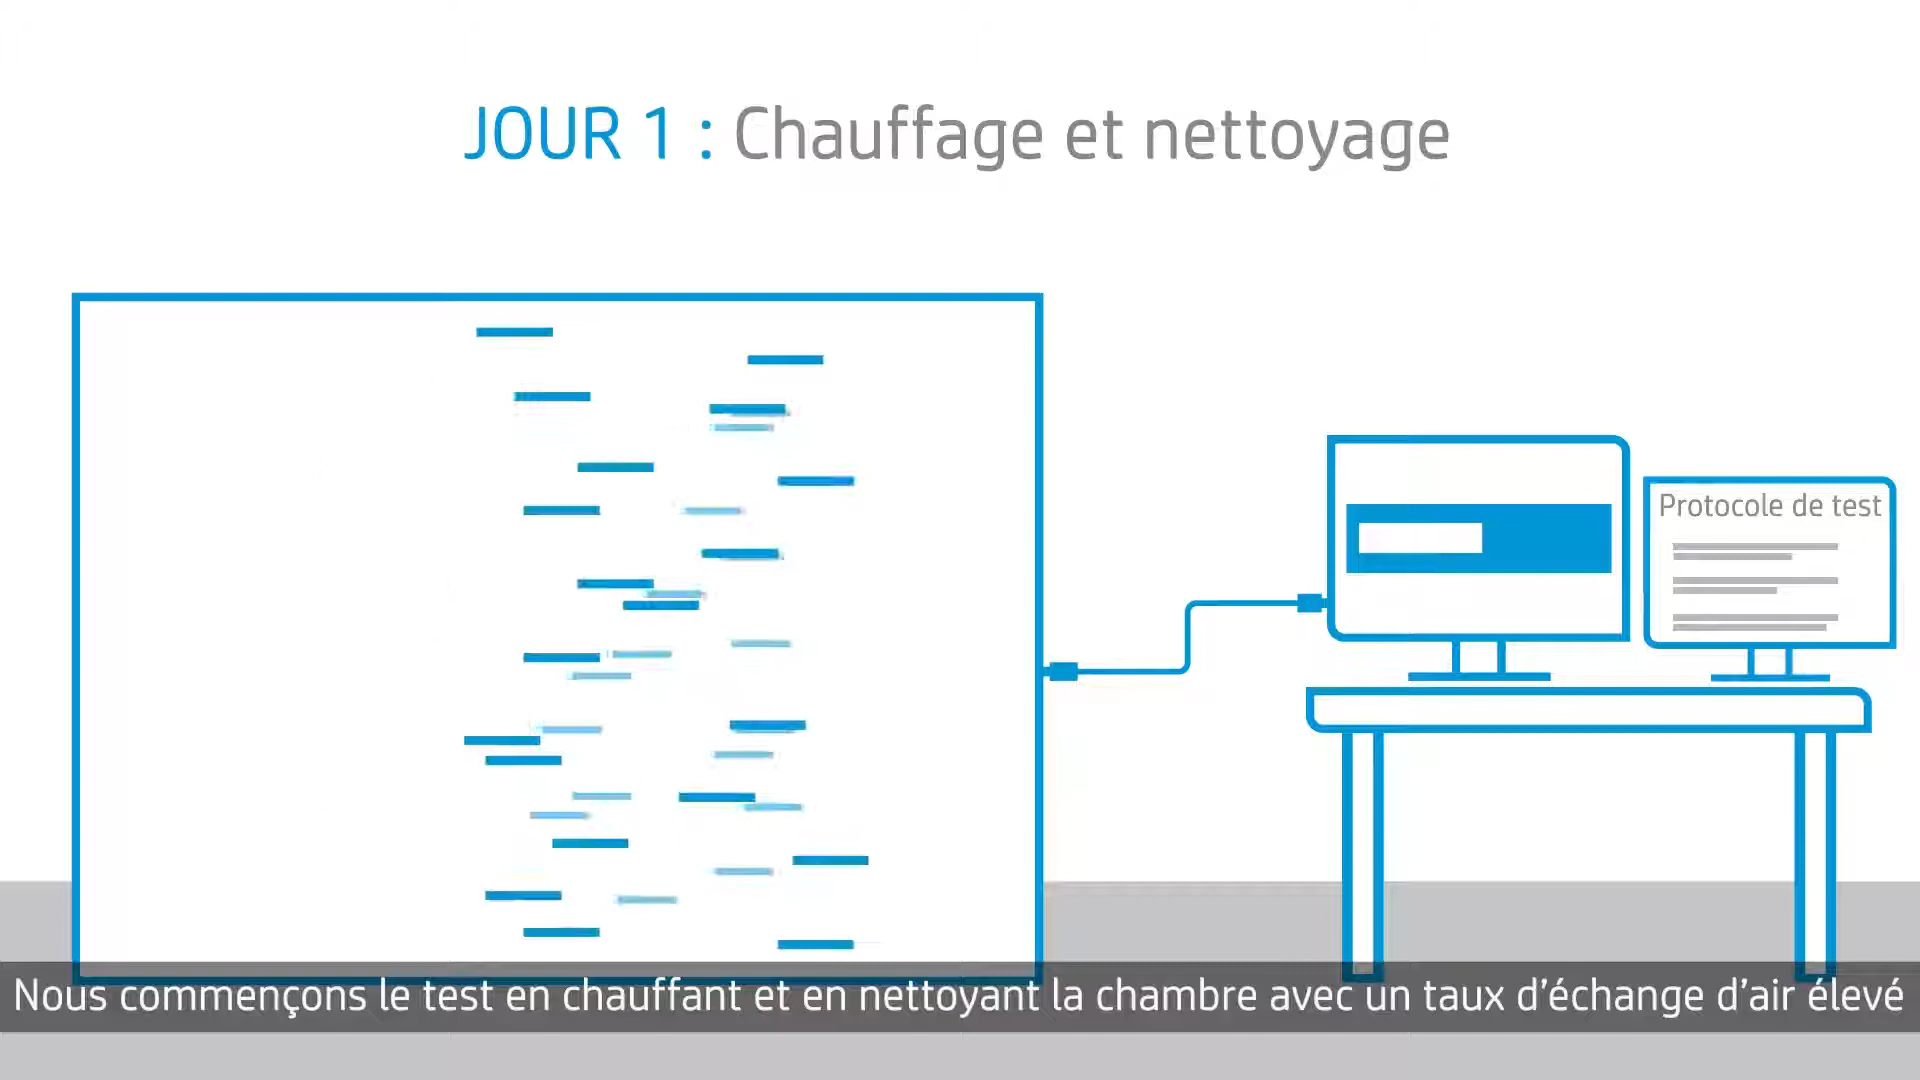 JOUR 1 : Chauffage et nettoyage
Protocole de test
Nous commençons le test en chauffant et en nettoyant la chambre avec un taux d’échange d’air élevé